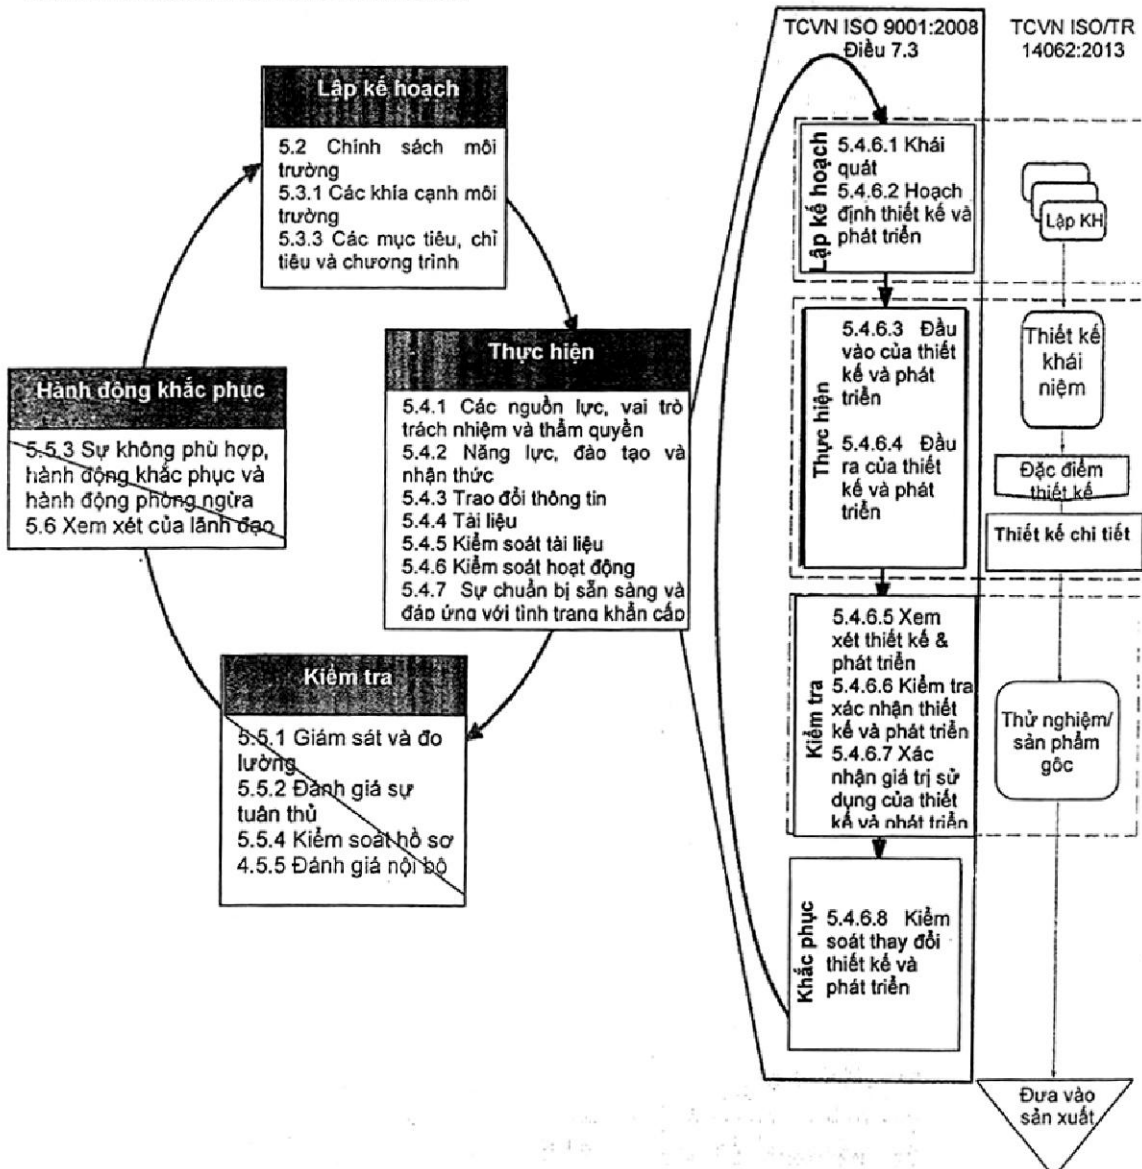 Lập kế hoạch
5.2 Chính sách môi
trường
5.3.1 Các khía cạnh môi
trường
5.3.3 Các mục tiêu, chỉ
tiêu và chương trình
Thực hiện
5.4.1 Các nguồn lực, vai trò
trách nhiệm và thẩm quyền
5.4.2 Năng lực, đào tạo và
nhận thức
5.4.3 Trao đổi thông tin
5.4.4 Tài liệu
5.4.5 Kiểm soát tài liệu
5.4.6 Kiểm soát hoạt động
5.4.7 Sự chuẩn bị sẵn sàng và
đáp ứng với tình trạng khẩn cấp
Hành động khắc phục
5.5.3 Sự không phù hợp,
hành động khắc phục và
hành động phòng ngừa
5.6 Xem xét của lãnh đạo
Kiểm tra
5.5.1 Giám sát và đo
lường
5.5.2 Đánh giá sự
tuân thủ
5.5.4 Kiểm soát hồ sơ
4.5.5 Đánh giá nội bộ
TCVN ISO 9001:2008
Điều 7.3
Lập kế hoạch
5.4.6.1 Khái
quát
5.4.6.2 Hoạch
định thiết kế và
phát triển
Thực hiện
5.4.6.3 Đầu
vào của thiết
kế và phát
triển
5.4.6.4 Đầu
ra của thiết
kế và phát
triển
Kiểm tra
5.4.6.5 Xem
xét thiết kế &
phát triển
5.4.6.6 Kiểm tra
xác nhận thiết
kế và phát triển
5.4.6.7 Xác
nhận giá trị sử
dụng của thiết
kế và phát triển
Khắc phục
5.4.6.8 Kiểm
soát thay đổi
thiết kế và
phát triển
TCVN ISO/TR
14062:2013
Lập KH
Thiết kế
khái
niệm
Đặc điểm
thiết kế
Thiết kế chi tiết
Thử nghiệm/
sản phẩm
gốc
Đưa vào
sản xuất